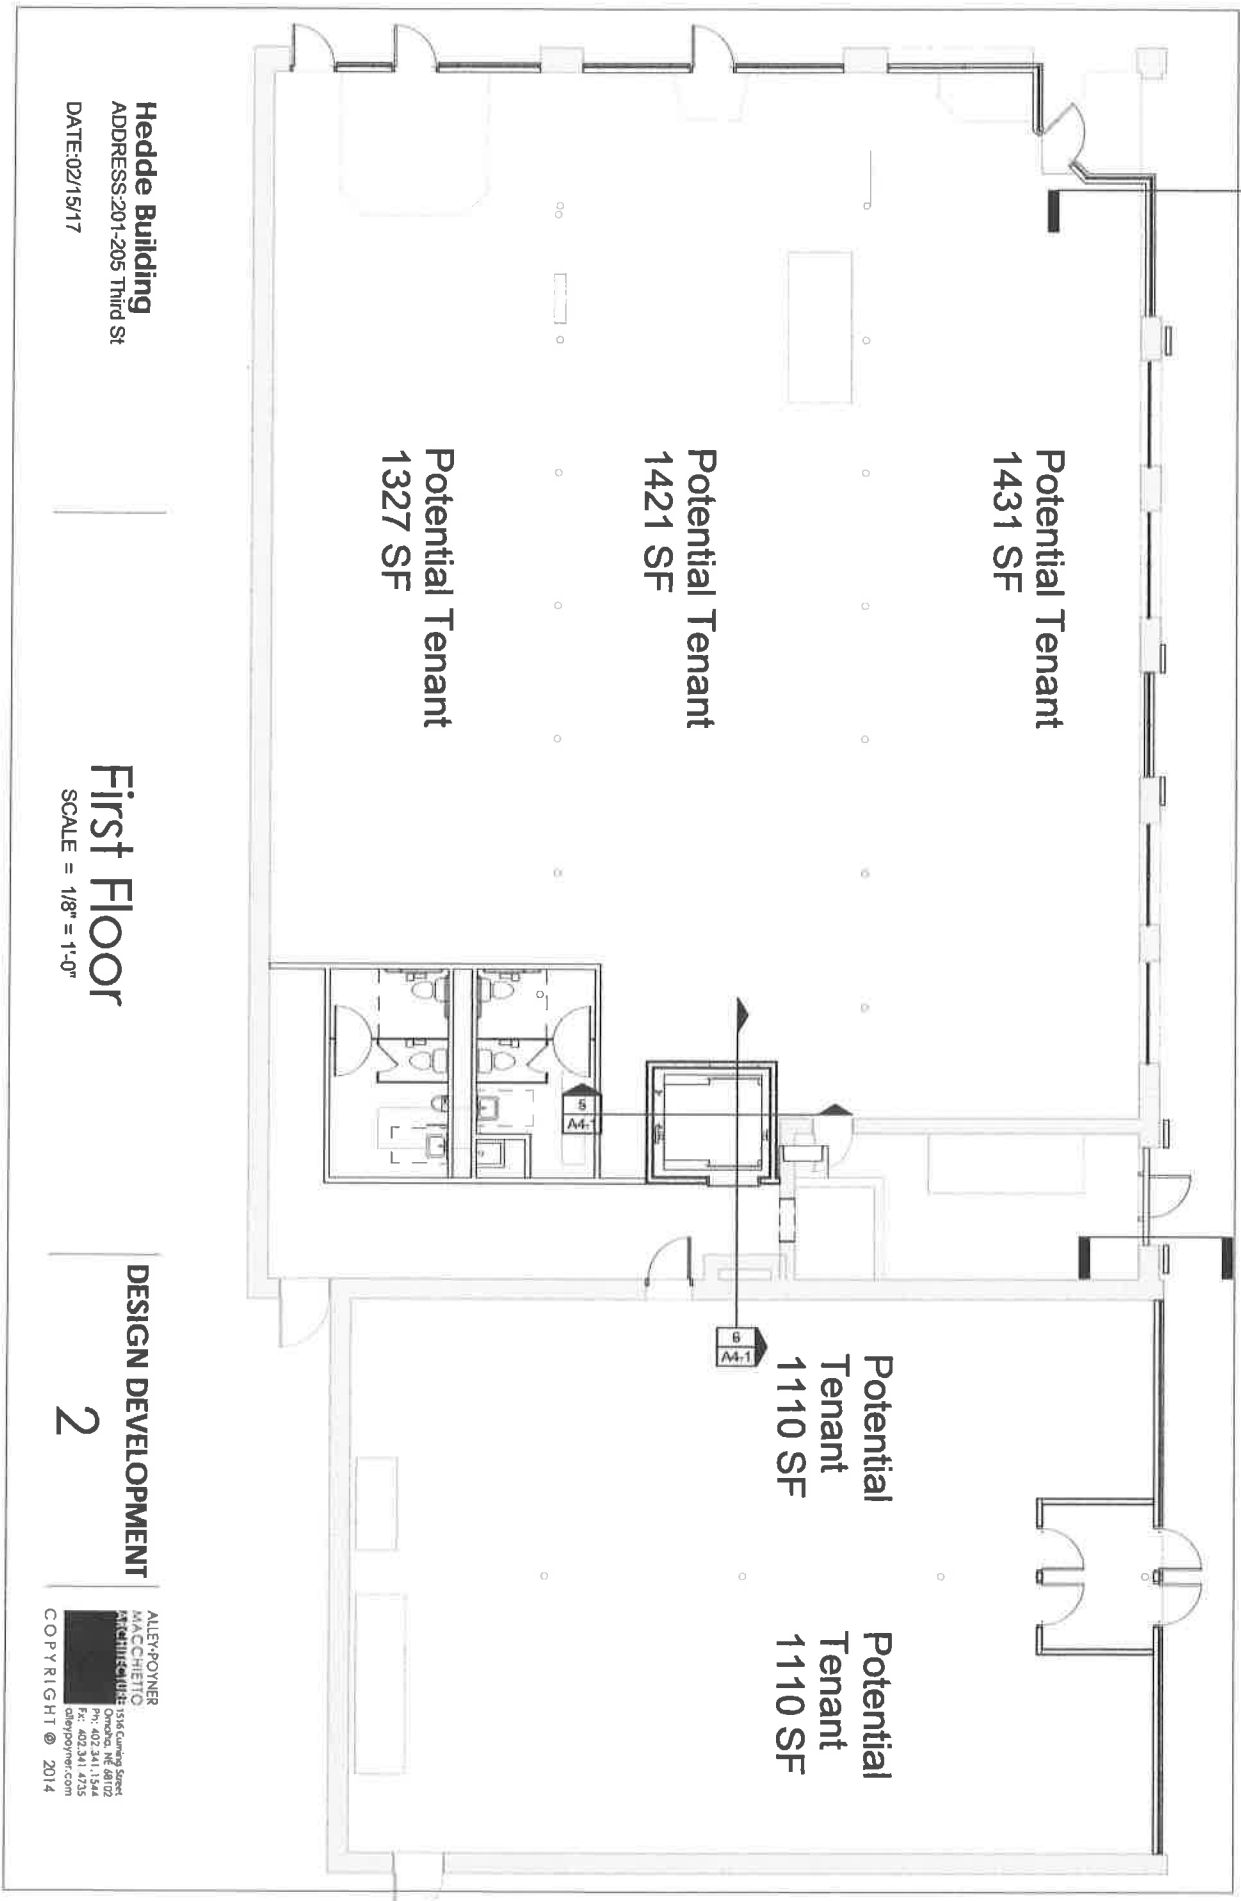 Potential Tenant
1431 SF
Potential Tenant
1421 SF
Potential Tenant
1327 SF
Potential
Tenant
1110 SF
Potential
Tenant
1110 SF
5
A4.1
6
A4.1
Hedde Building
ADDRESS:201-205 Third St
DATE:02/15/17
First Floor
SCALE = 1/8" = 1'-0"
DESIGN DEVELOPMENT
2
ALLEY•POYNER
MACCHIETTO
ARCHITECTURE
1516 Cuming Street
Omaha, NE 68102
Ph: 402.341.1544
Fx: 402.341.4735
alleypoyner.com
COPYRIGHT © 2014